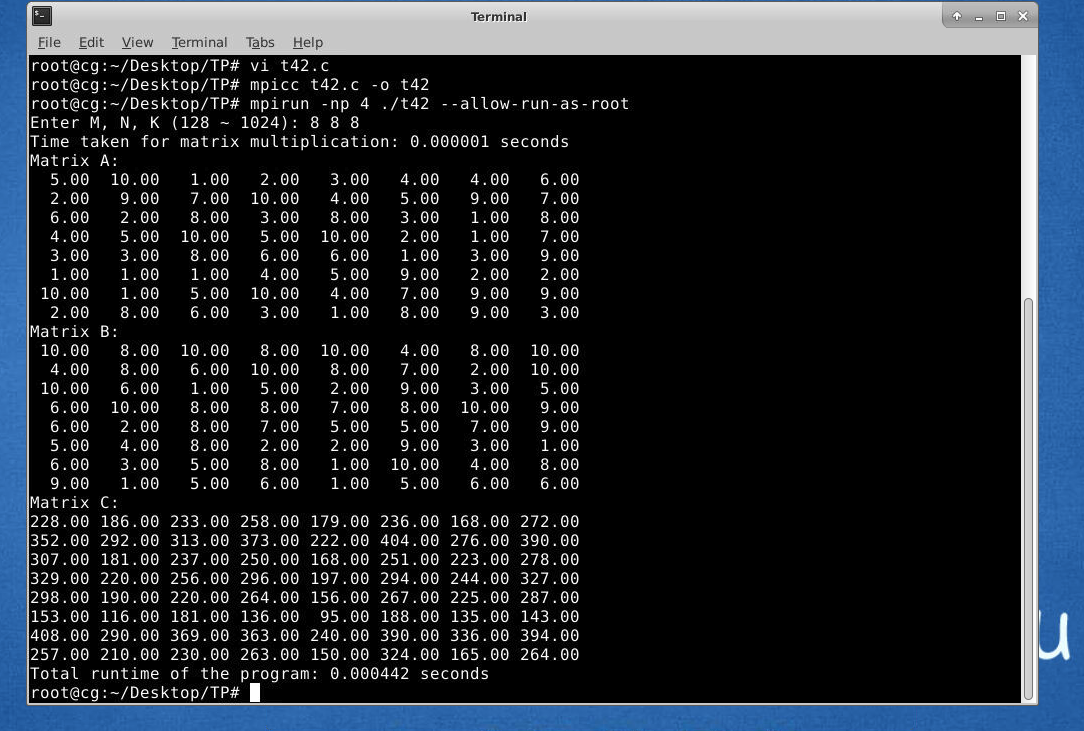 Terminal
File Edit View Terminal Tabs Help
root@cg:~/Desktop/TP# vi t42.c
root@cg:~/Desktop/TP# mpicc t42.c -o t42
root@cg:~/Desktop/TP# mpirun -np 4 ./t42 --allow-run-as-root
Enter M, N, K (128 ~ 1024): 8 8 8
Time taken for matrix multiplication: 0.000001 seconds
Matrix A:
5.00 10.00 1.00 2.00 3.00 4.00 4.00 6.00
2.00 9.00 7.00 10.00 4.00 5.00 9.00 7.00
6.00 2.00 8.00 3.00 8.00 3.00 1.00 8.00
4.00 5.00 10.00 5.00 10.00 2.00 1.00 7.00
3.00 3.00 8.00 6.00 6.00 1.00 3.00 9.00
1.00 1.00 1.00 4.00 5.00 9.00 2.00 2.00
10.00 1.00 5.00 10.00 4.00 7.00 9.00 9.00
2.00 8.00 6.00 3.00 1.00 8.00 9.00 3.00
Matrix B:
10.00 8.00 10.00 8.00 10.00 4.00 8.00 10.00
4.00 8.00 6.00 10.00 8.00 7.00 2.00 10.00
10.00 6.00 1.00 5.00 2.00 9.00 3.00 5.00
6.00 10.00 8.00 8.00 7.00 8.00 10.00 9.00
6.00 2.00 8.00 7.00 5.00 5.00 7.00 9.00
5.00 4.00 8.00 2.00 2.00 9.00 3.00 1.00
6.00 3.00 5.00 8.00 1.00 10.00 4.00 8.00
9.00 1.00 5.00 6.00 1.00 5.00 6.00 6.00
Matrix C:
228.00 186.00 233.00 258.00 179.00 236.00 168.00 272.00
352.00 292.00 313.00 373.00 222.00 404.00 276.00 390.00
307.00 181.00 237.00 250.00 168.00 251.00 223.00 278.00
329.00 220.00 256.00 296.00 197.00 294.00 244.00 327.00
298.00 190.00 220.00 264.00 156.00 267.00 225.00 287.00
153.00 116.00 181.00 136.00 95.00 188.00 135.00 143.00
408.00 290.00 369.00 363.00 240.00 390.00 336.00 394.00
257.00 210.00 230.00 263.00 150.00 324.00 165.00 264.00
Total runtime of the program: 0.000442 seconds
root@cg:~/Desktop/TP#